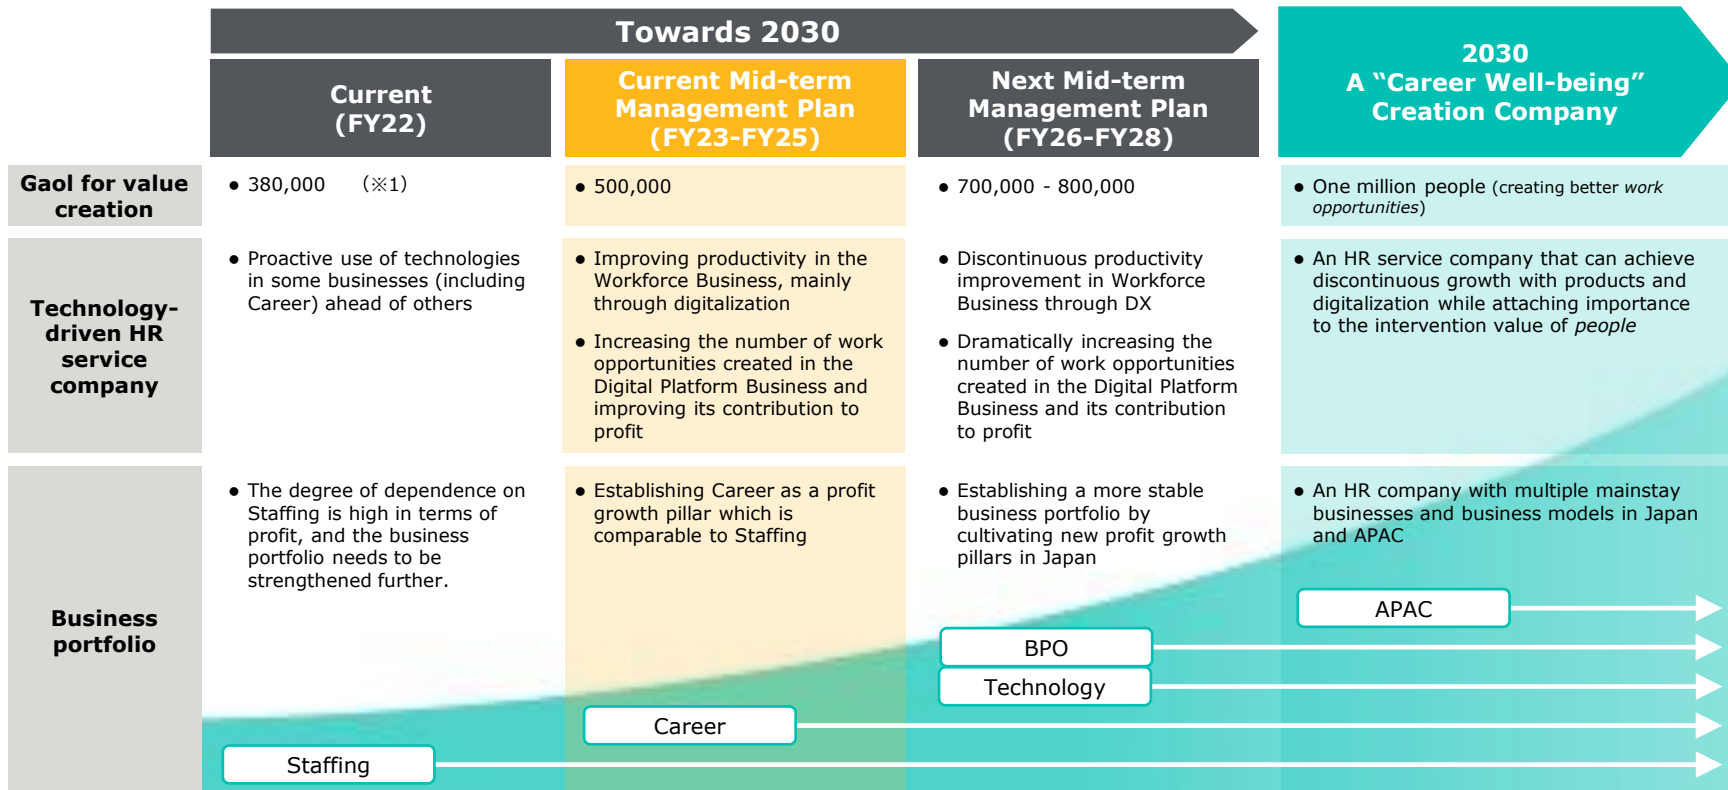 Towards 2030
2030
A “Career Well-being”
Creation Company
Current
(FY22)
Current Mid-term
Management Plan
(FY23-FY25)
Next Mid-term
Management Plan
(FY26-FY28)
Gaol for value
creation
● 380,000 (※1)
● 500,000
● 700,000 - 800,000
● One million people (creating better work
opportunities)
Technology-
driven HR
service
company
● Proactive use of technologies
in some businesses (including
Career) ahead of others
● Improving productivity in the
Workforce Business, mainly
through digitalization
● Increasing the number of work
opportunities created in the
Digital Platform Business and
improving its contribution to
profit
● Discontinuous productivity
improvement in Workforce
Business through DX
● Dramatically increasing the
number of work opportunities
created in the Digital Platform
Business and its contribution
to profit
● An HR service company that can achieve
discontinuous growth with products and
digitalization while attaching importance
to the intervention value of people
Business
portfolio
● The degree of dependence on
Staffing is high in terms of
profit, and the business
portfolio needs to be
strengthened further.
● Establishing Career as a profit
growth pillar which is
comparable to Staffing
● Establishing a more stable
business portfolio by
cultivating new profit growth
pillars in Japan
● An HR company with multiple mainstay
businesses and business models in Japan
and APAC
APAC
BPO
Technology
Career
Staffing